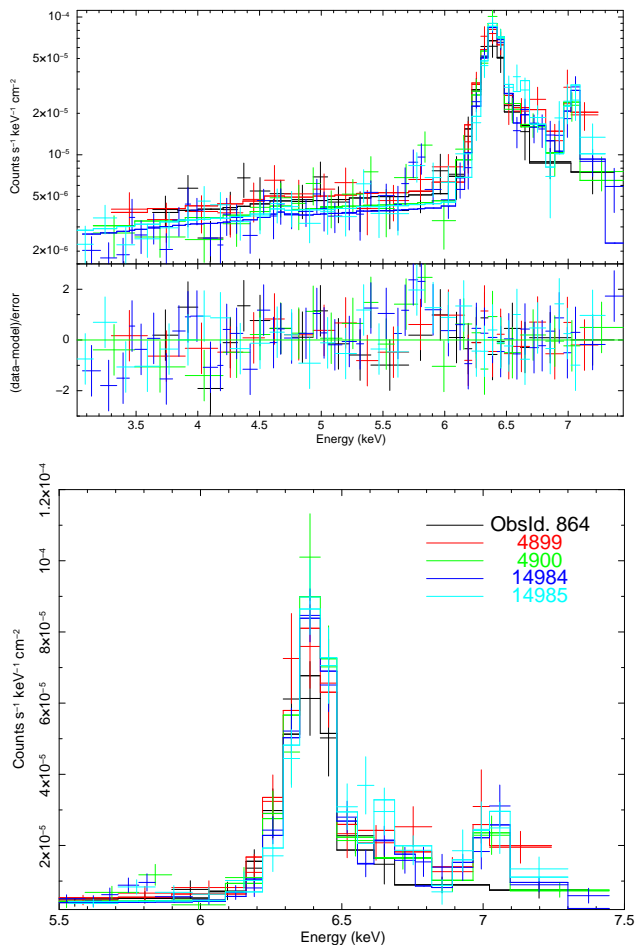 10⁻⁴
5×10⁻⁵
2×10⁻⁵
10⁻⁵
5×10⁻⁶
2×10⁻⁶
Counts s⁻¹ keV⁻¹ cm⁻²
2
0
−2
(data−model)/error
3.5 4 4.5 5 5.5 6 6.5 7
Energy (keV)
1.2×10⁻⁴
10⁻⁴
8×10⁻⁵
6×10⁻⁵
4×10⁻⁵
2×10⁻⁵
Counts s⁻¹ keV⁻¹ cm⁻²
ObsId. 864
4899
4900
14984
14985
5.5 6 6.5 7 7.5
Energy (keV)